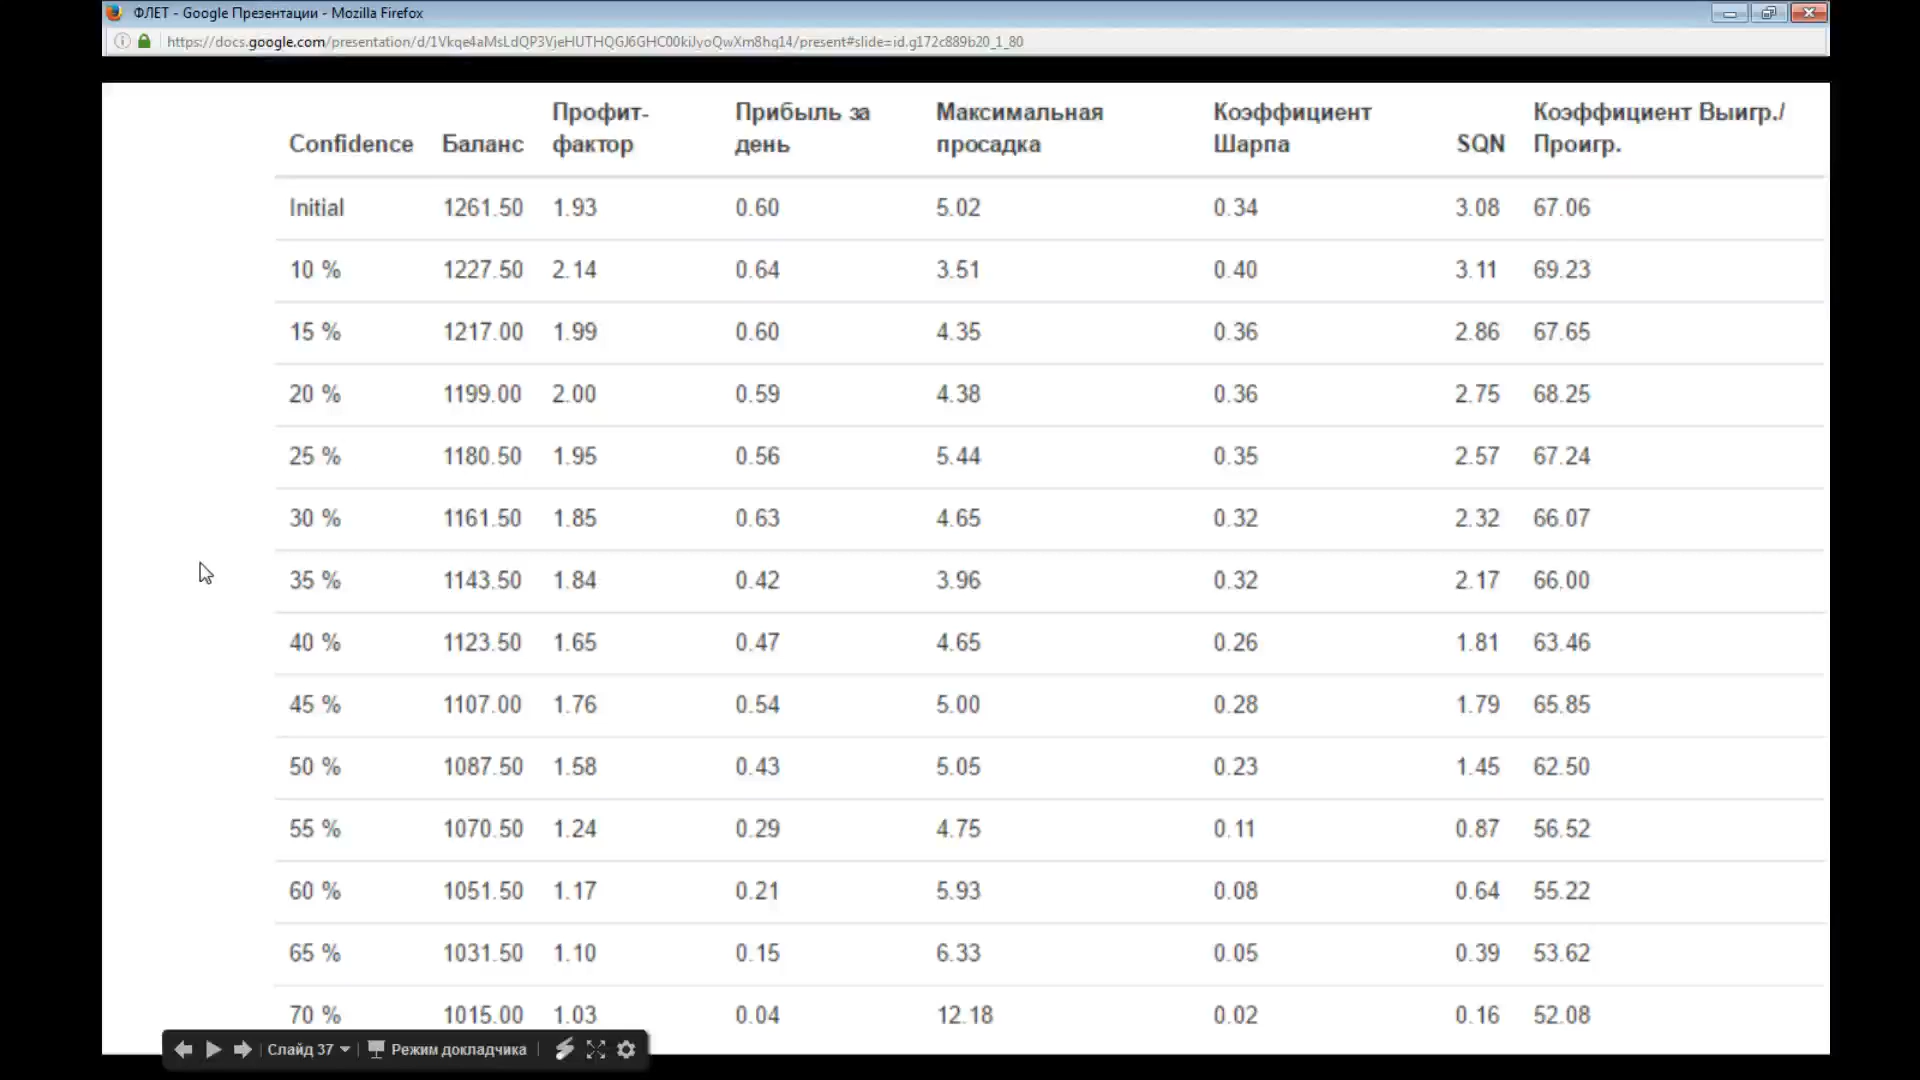 ФЛЕТ - Google Презентации - Mozilla Firefox
https://docs.google.com/presentation/d/1Vkqe4aMsLdQP3VjeHUTHQGJ6GHC00kiJyoQwXm8hq14/present#slide=id.g172c889b20_1_80
Confidence Баланс Профит-фактор Прибыль за день Максимальная просадка Коэффициент Шарпа SQN Коэффициент Выигр./Проигр.
Initial 1261.50 1.93 0.60 5.02 0.34 3.08 67.06
10 % 1227.50 2.14 0.64 3.51 0.40 3.11 69.23
15 % 1217.00 1.99 0.60 4.35 0.36 2.86 67.65
20 % 1199.00 2.00 0.59 4.38 0.36 2.75 68.25
25 % 1180.50 1.95 0.56 5.44 0.35 2.57 67.24
30 % 1161.50 1.85 0.63 4.65 0.32 2.32 66.07
35 % 1143.50 1.84 0.42 3.96 0.32 2.17 66.00
40 % 1123.50 1.65 0.47 4.65 0.26 1.81 63.46
45 % 1107.00 1.76 0.54 5.00 0.28 1.79 65.85
50 % 1087.50 1.58 0.43 5.05 0.23 1.45 62.50
55 % 1070.50 1.24 0.29 4.75 0.11 0.87 56.52
60 % 1051.50 1.17 0.21 5.93 0.08 0.64 55.22
65 % 1031.50 1.10 0.15 6.33 0.05 0.39 53.62
70 % 1015.00 1.03 0.04 12.18 0.02 0.16 52.08
Слайд 37 Режим докладчика